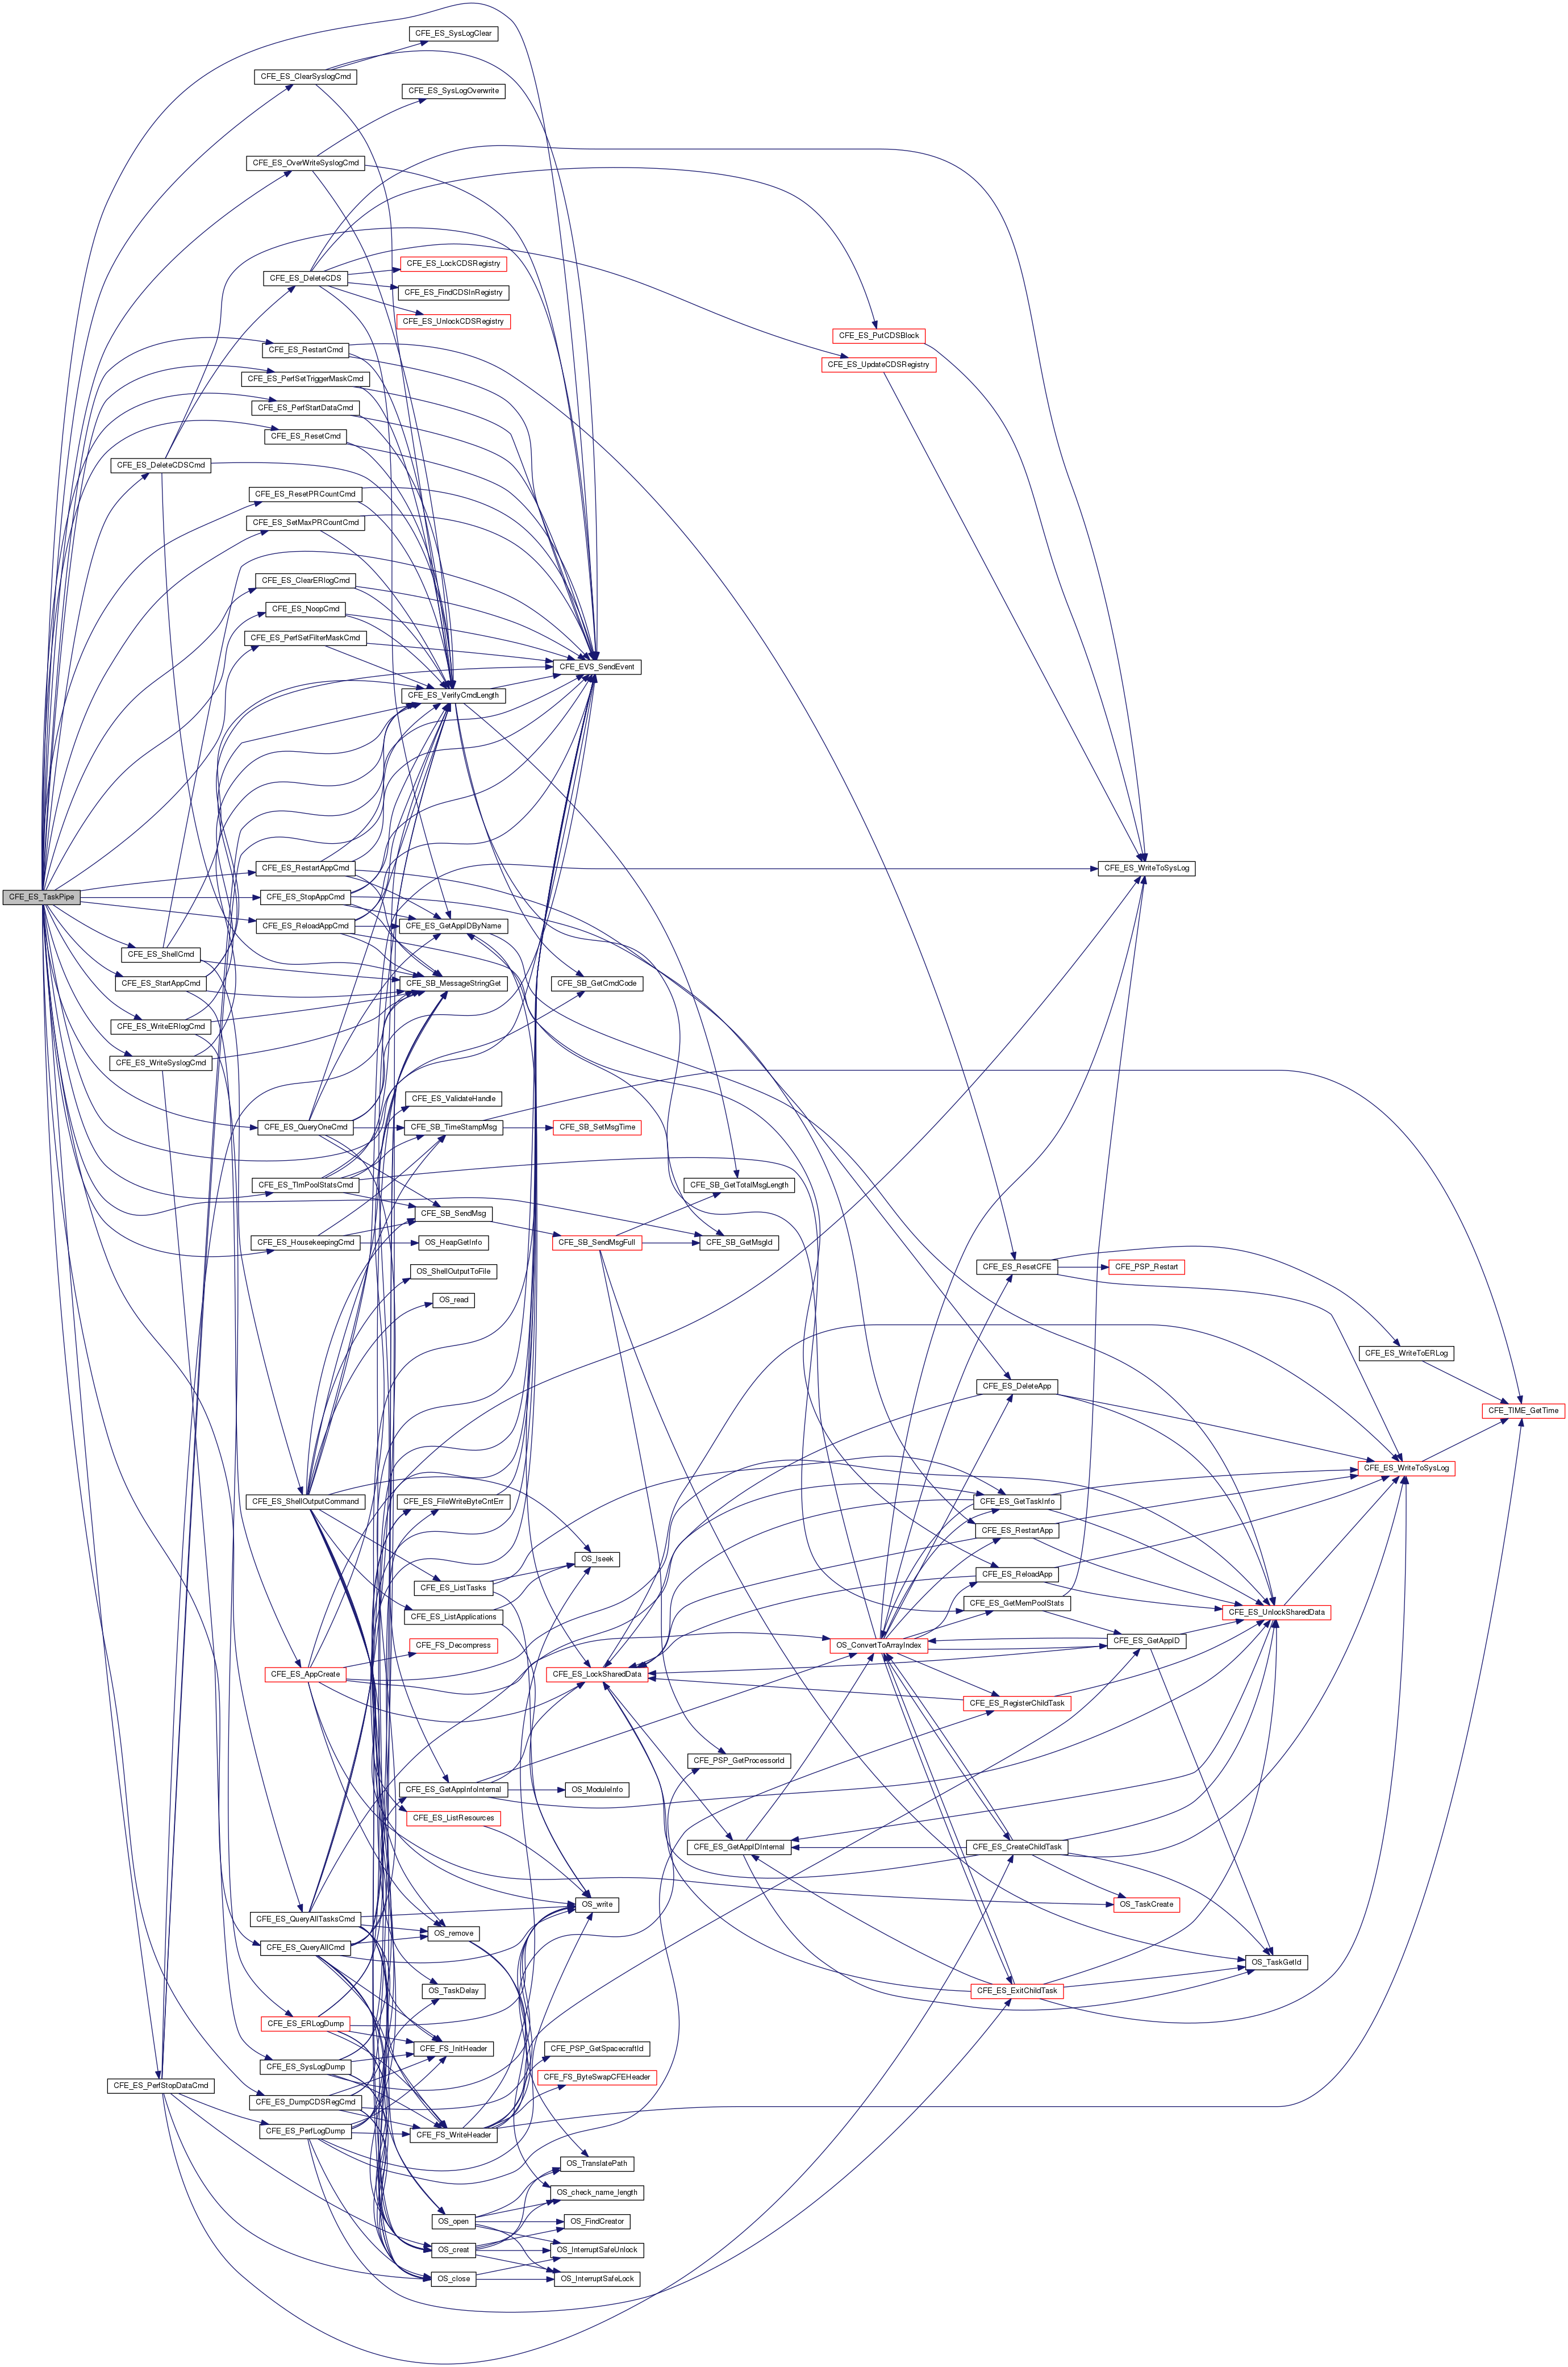 CFE_ES_SysLogClear
CFE_ES_ClearSyslogCmd
CFE_ES_SysLogOverwrite
CFE_ES_OverWriteSyslogCmd
CFE_ES_LockCDSRegistry
CFE_ES_DeleteCDS
CFE_ES_FindCDSInRegistry
CFE_ES_UnlockCDSRegistry
CFE_ES_PutCDSBlock
CFE_ES_RestartCmd
CFE_ES_UpdateCDSRegistry
CFE_ES_PerfSetTriggerMaskCmd
CFE_ES_PerfStartDataCmd
CFE_ES_ResetCmd
CFE_ES_DeleteCDSCmd
CFE_ES_ResetPRCountCmd
CFE_ES_SetMaxPRCountCmd
CFE_ES_ClearERlogCmd
CFE_ES_NoopCmd
CFE_ES_PerfSetFilterMaskCmd
CFE_EVS_SendEvent
CFE_ES_VerifyCmdLength
CFE_ES_RestartAppCmd
CFE_ES_WriteToSysLog
CFE_ES_TaskPipe
CFE_ES_StopAppCmd
CFE_ES_ReloadAppCmd
CFE_ES_GetAppIDByName
CFE_ES_ShellCmd
CFE_ES_StartAppCmd
CFE_SB_MessageStringGet
CFE_SB_GetCmdCode
CFE_ES_WriteERlogCmd
CFE_ES_WriteSyslogCmd
CFE_ES_ValidateHandle
CFE_ES_QueryOneCmd
CFE_SB_TimeStampMsg
CFE_SB_SetMsgTime
CFE_ES_TlmPoolStatsCmd
CFE_SB_GetTotalMsgLength
CFE_SB_SendMsg
CFE_ES_HousekeepingCmd
OS_HeapGetInfo
CFE_SB_SendMsgFull
CFE_SB_GetMsgId
CFE_ES_ResetCFE
CFE_PSP_Restart
OS_ShellOutputToFile
OS_read
CFE_ES_WriteToERLog
CFE_ES_DeleteApp
CFE_TIME_GetTime
CFE_ES_WriteToSysLog
CFE_ES_ShellOutputCommand
CFE_ES_FileWriteByteCntErr
CFE_ES_GetTaskInfo
CFE_ES_RestartApp
OS_lseek
CFE_ES_ReloadApp
CFE_ES_ListTasks
CFE_ES_GetMemPoolStats
CFE_ES_ListApplications
CFE_ES_UnlockSharedData
CFE_FS_Decompress
OS_ConvertToArrayIndex
CFE_ES_GetAppID
CFE_ES_AppCreate
CFE_ES_LockSharedData
CFE_ES_RegisterChildTask
CFE_PSP_GetProcessorId
CFE_ES_GetAppInfoInternal
OS_ModuleInfo
CFE_ES_ListResources
CFE_ES_GetAppIDInternal
CFE_ES_CreateChildTask
OS_write
OS_TaskCreate
CFE_ES_QueryAllTasksCmd
OS_remove
CFE_ES_QueryAllCmd
OS_TaskGetId
OS_TaskDelay
CFE_ES_ExitChildTask
CFE_ES_ERLogDump
CFE_FS_InitHeader
CFE_PSP_GetSpacecraftId
CFE_ES_SysLogDump
CFE_FS_ByteSwapCFEHeader
CFE_ES_PerfStopDataCmd
CFE_ES_DumpCDSRegCmd
CFE_ES_PerfLogDump
CFE_FS_WriteHeader
OS_TranslatePath
OS_check_name_length
OS_open
OS_FindCreator
OS_creat
OS_InterruptSafeUnlock
OS_close
OS_InterruptSafeLock